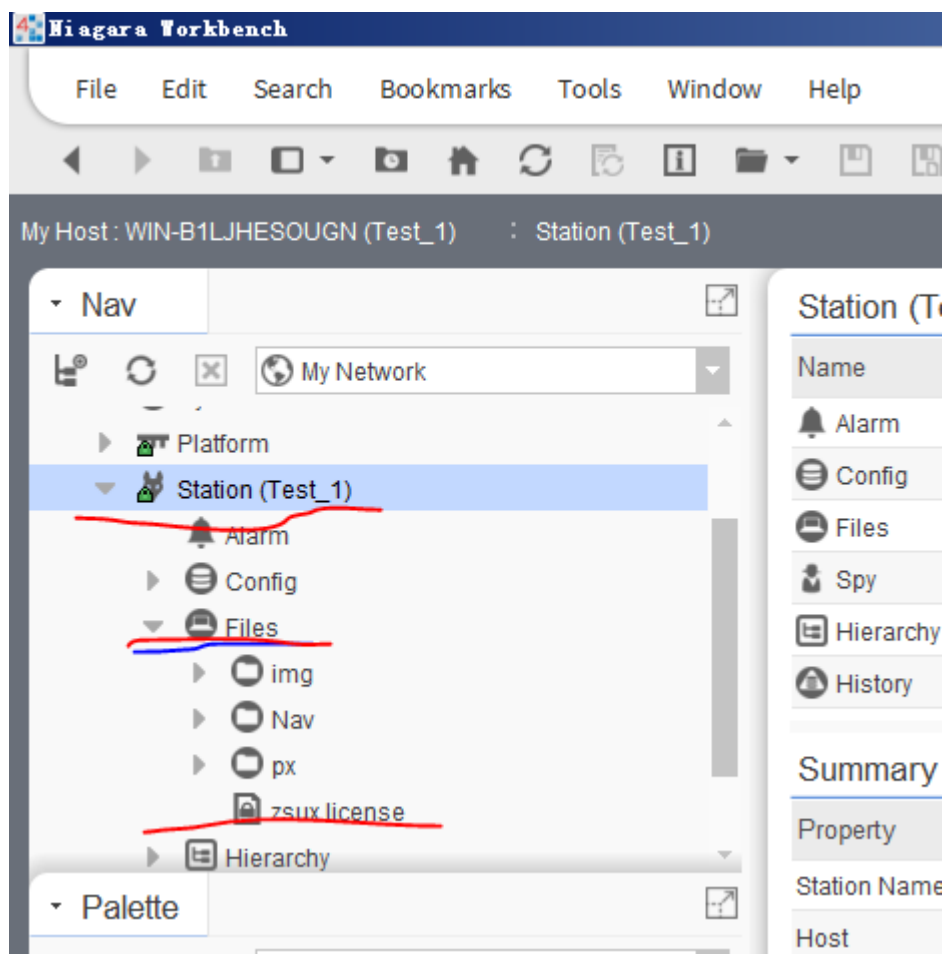 Niagara Workbench
File Edit Search Bookmarks Tools Window Help
My Host : WIN-B1LJHESOUGN (Test_1) : Station (Test_1)
Nav
My Network
Platform
Station (Test_1)
Alarm
Config
Files
img
Nav
px
zsux.license
Hierarchy
Palette
Station (Te
Name
Alarm
Config
Files
Spy
Hierarchy
History
Summary
Property
Station Name
Host